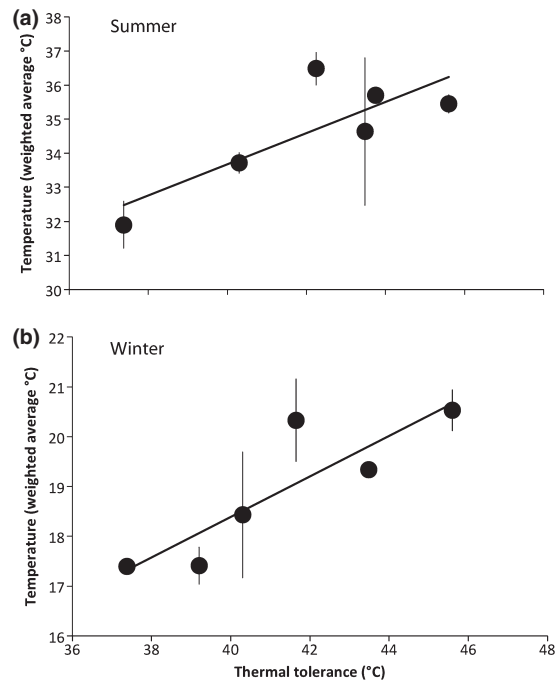 (a)
Summer
Temperature (weighted average °C)
38
37
36
35
34
33
32
31
30
(b)
Winter
Temperature (weighted average °C)
22
21
20
19
18
17
16
36 38 40 42 44 46 48
Thermal tolerance (°C)